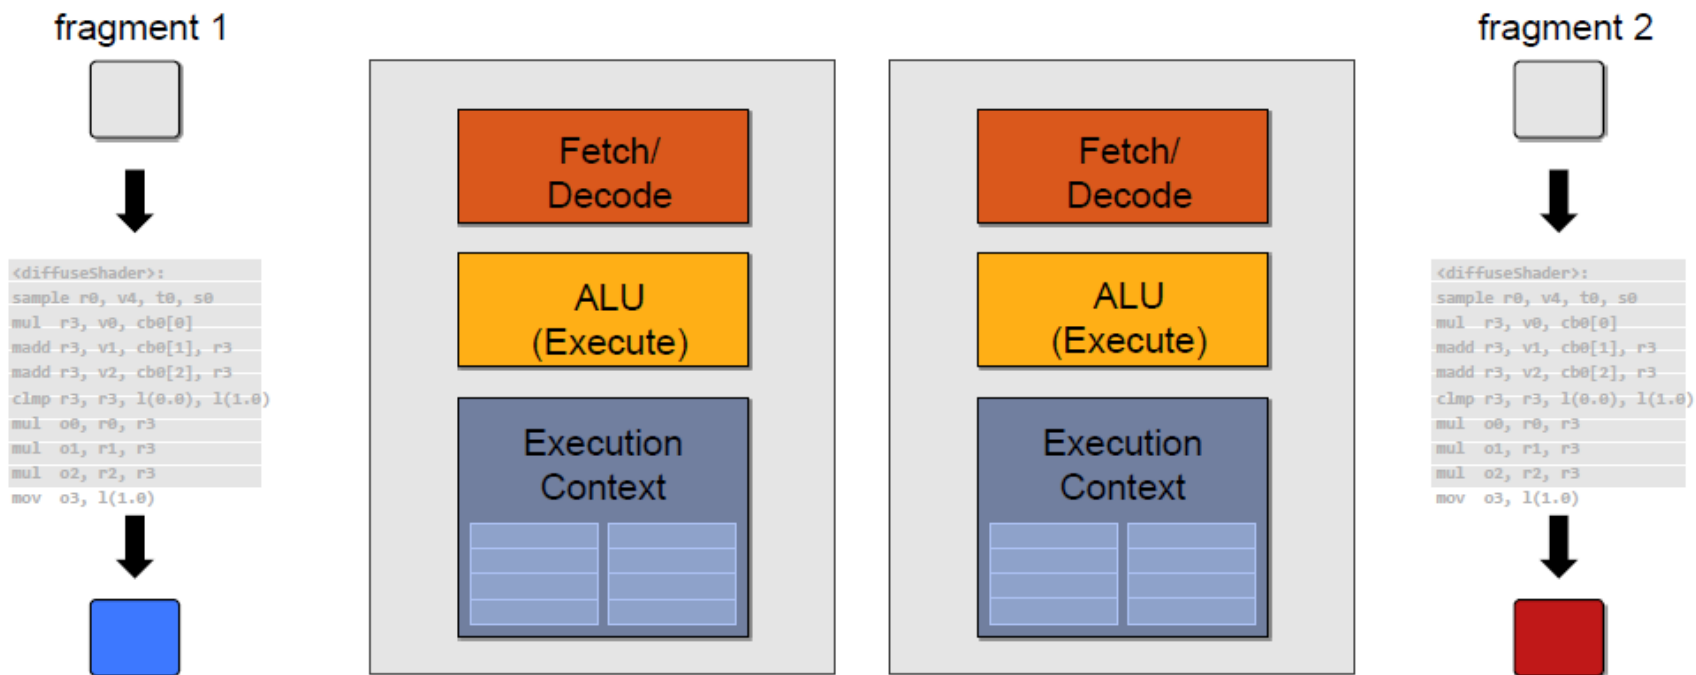 fragment 1
<diffuseShader>:
sample r0, v4, t0, s0
mul r3, v0, cb0[0]
madd r3, v1, cb0[1], r3
madd r3, v2, cb0[2], r3
clmp r3, r3, l(0.0), l(1.0)
mul o0, r0, r3
mul o1, r1, r3
mul o2, r2, r3
mov o3, l(1.0)
Fetch/
Decode
ALU
(Execute)
Execution
Context
Fetch/
Decode
ALU
(Execute)
Execution
Context
fragment 2
<diffuseShader>:
sample r0, v4, t0, s0
mul r3, v0, cb0[0]
madd r3, v1, cb0[1], r3
madd r3, v2, cb0[2], r3
clmp r3, r3, l(0.0), l(1.0)
mul o0, r0, r3
mul o1, r1, r3
mul o2, r2, r3
mov o3, l(1.0)